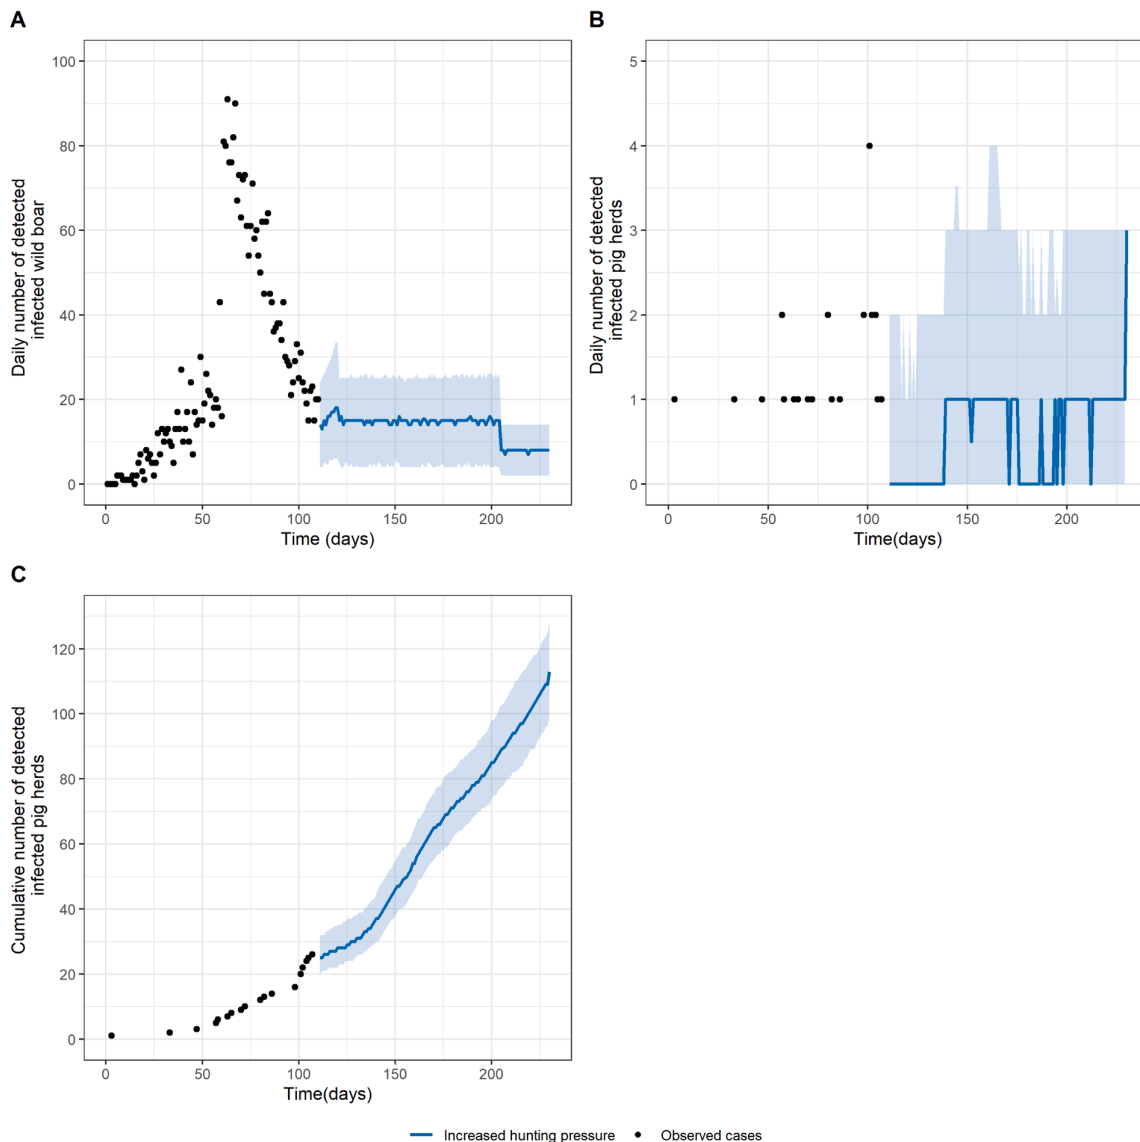 A
Daily number of detected
infected wild boar
100
80
60
40
20
0
0 50 100 150 200
Time (days)
B
Daily number of detected
infected pig herds
5
4
3
2
1
0
0 50 100 150 200
Time(days)
C
Cumulative number of detected
infected pig herds
120
100
80
60
40
20
0
0 50 100 150 200
Time(days)
Increased hunting pressure Observed cases